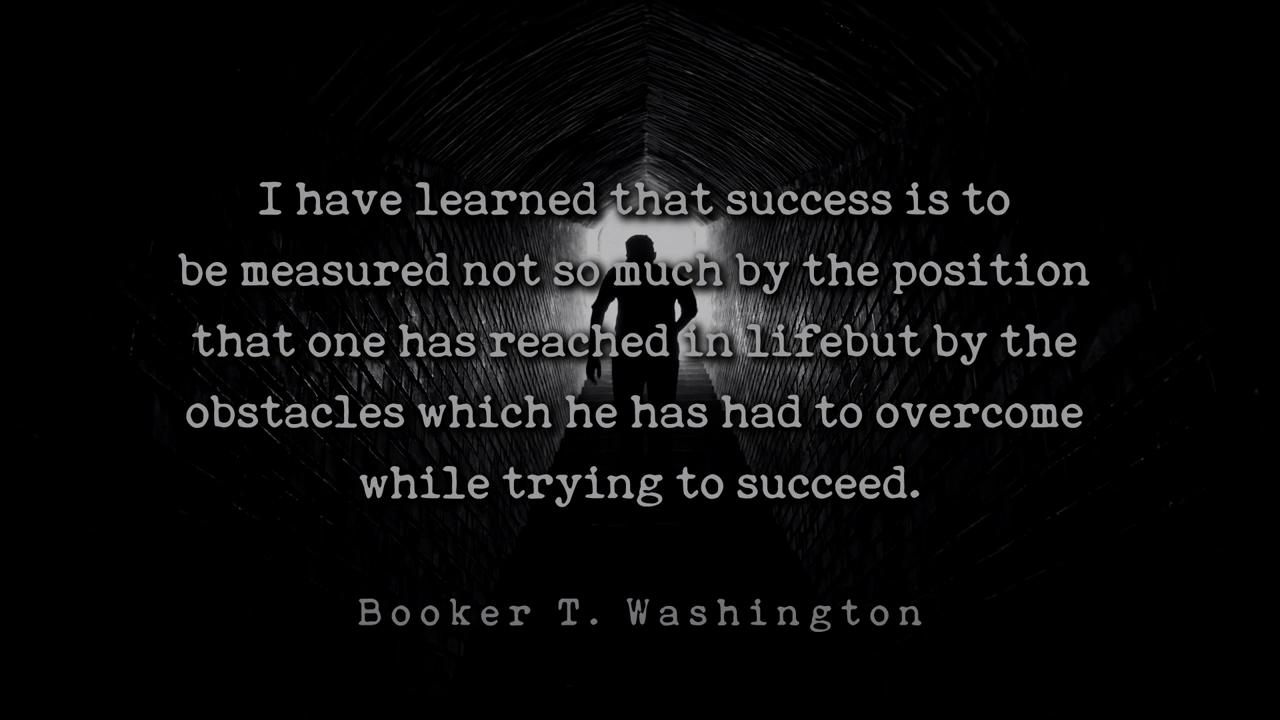 I have learned that success is to
be measured not so much by the position
that one has reached in lifebut by the
obstacles which he has had to overcome
while trying to succeed.
Booker T. Washington